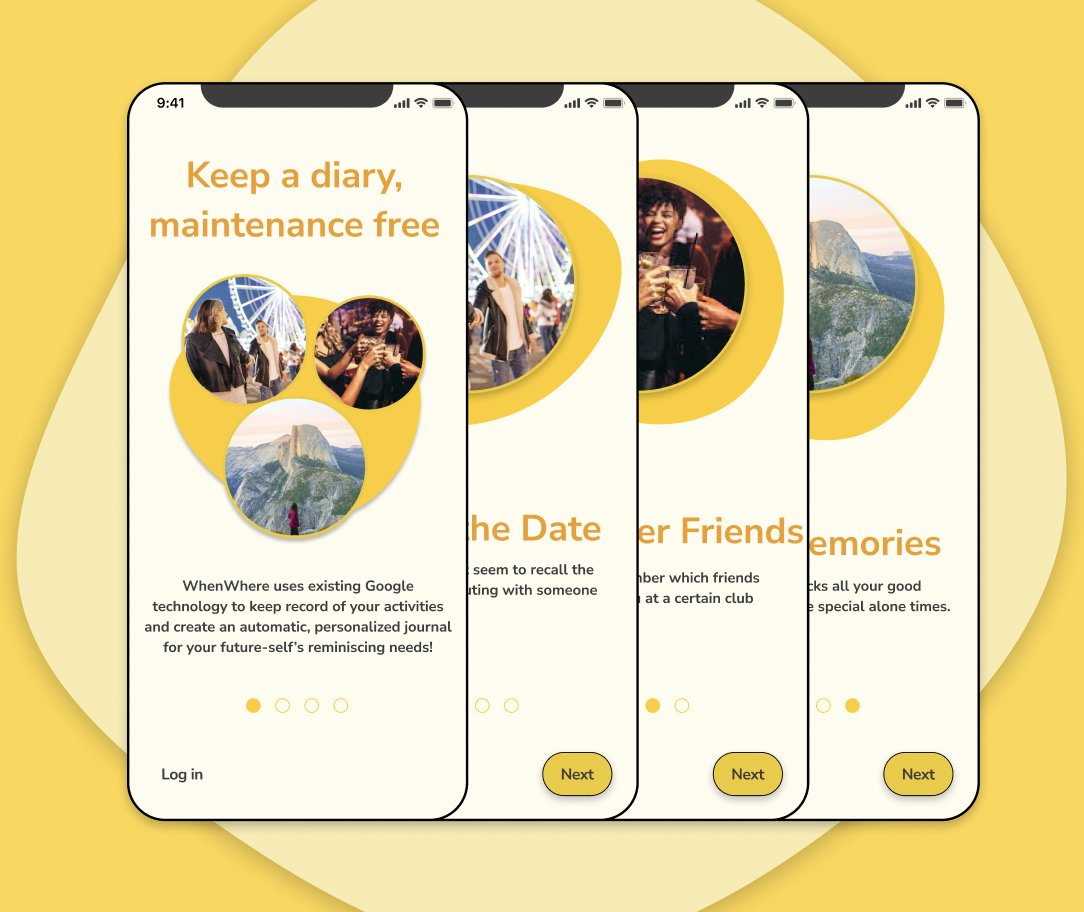 9:41
Keep a diary,
maintenance free
WhenWhere uses existing Google
technology to keep record of your activities
and create an automatic, personalized journal
for your future-self’s reminiscing needs!
Log in
the Date
seem to recall the
uting with someone
Next
er Friends
nber which friends
at a certain club
Next
emories
cks all your good
e special alone times.
Next